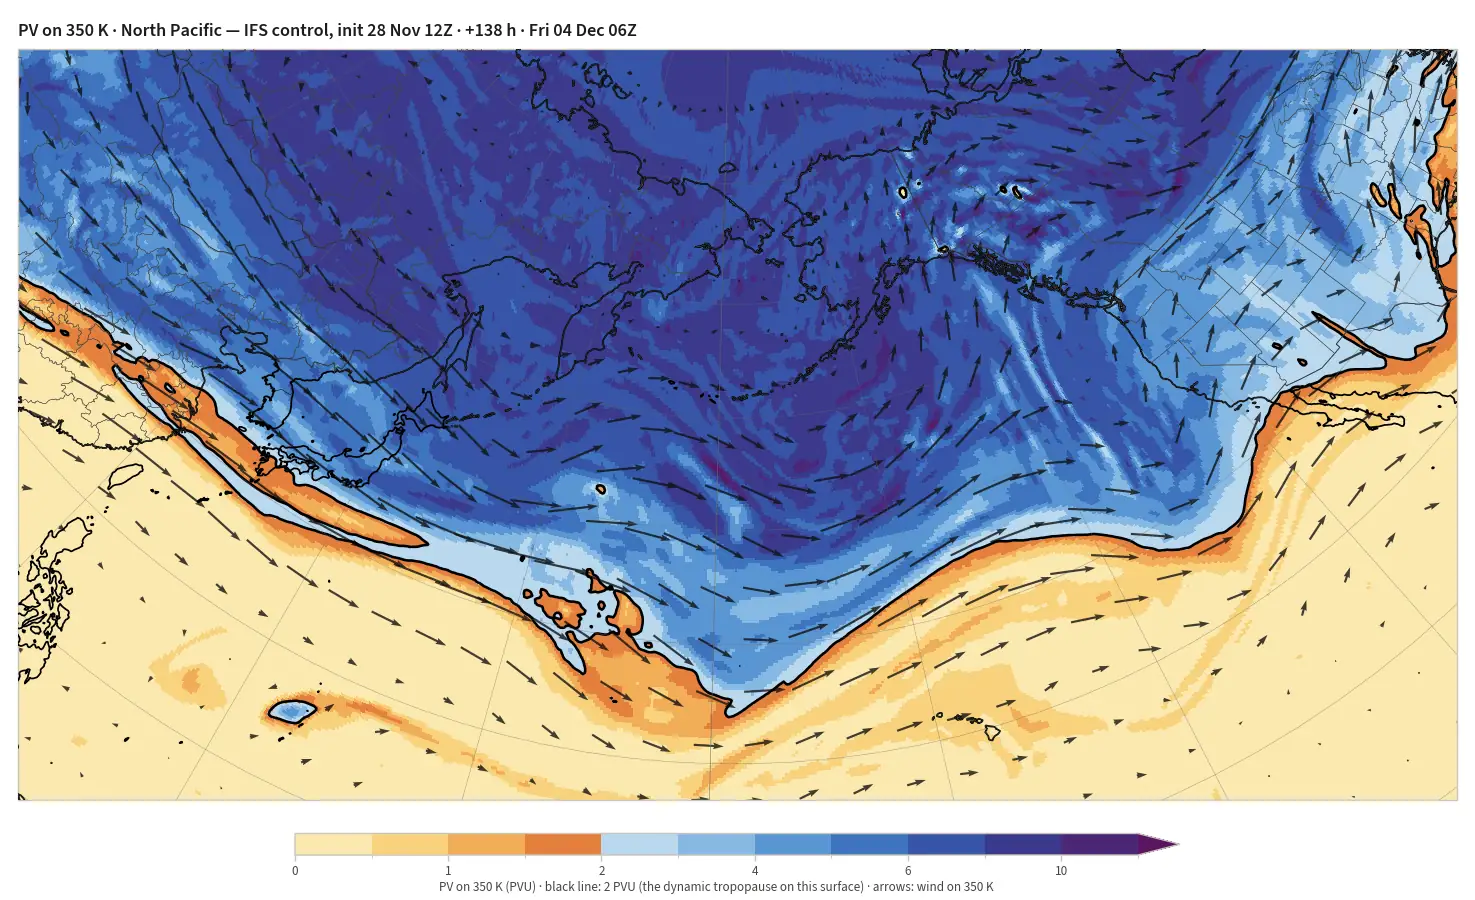 PV on 350 K · North Pacific — IFS control, init 28 Nov 12Z · +138 h · Fri 04 Dec 06Z
0 1 2 4 6 10
PV on 350 K (PVU) · black line: 2 PVU (the dynamic tropopause on this surface) · arrows: wind on 350 K